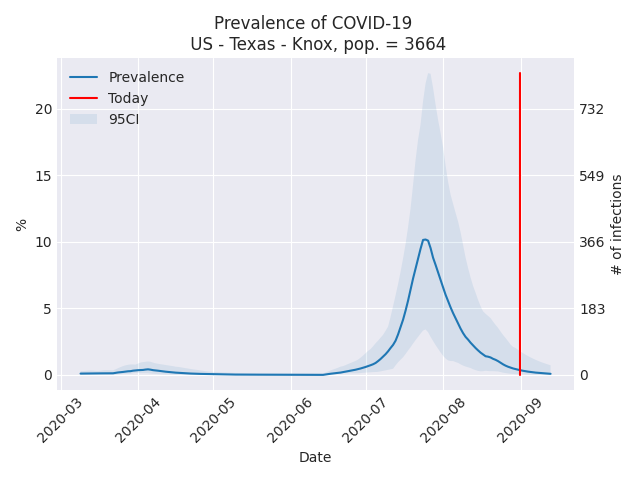 Prevalence of COVID-19
US - Texas - Knox, pop. = 3664
Prevalence
Today
95CI
20
15
10
5
0
%
732
549
366
183
0
# of infections
2020-03
2020-04
2020-05
2020-06
2020-07
2020-08
2020-09
Date